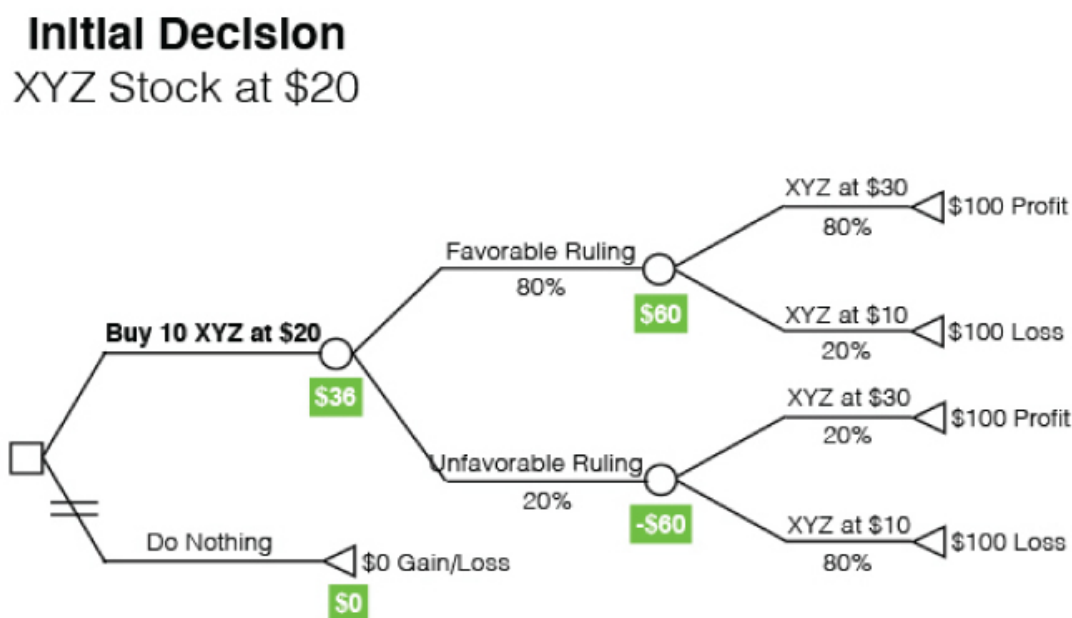 Initial Decision
XYZ Stock at $20
XYZ at $30
$100 Profit
80%
Favorable Ruling
80%
$60
XYZ at $10
$100 Loss
20%
Buy 10 XYZ at $20
$36
XYZ at $30
$100 Profit
20%
Unfavorable Ruling
20%
-$60
XYZ at $10
$100 Loss
80%
Do Nothing
$0 Gain/Loss
$0